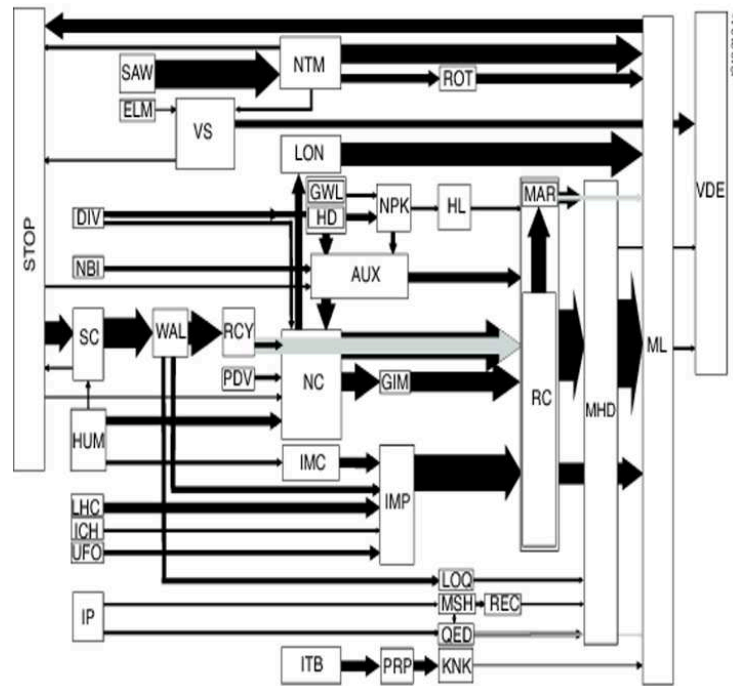 STOP
SAW
NTM
ROT
ELM
VS
LON
VDE
GWL
HD
NPK
HL
MAR
DIV
NBI
AUX
SC
WAL
RCY
NC
PDV
GIM
RC
MHD
ML
HUM
IMC
IMP
LHC
ICH
UFO
LOQ
IP
MSH
REC
QED
ITB
PRP
KNK